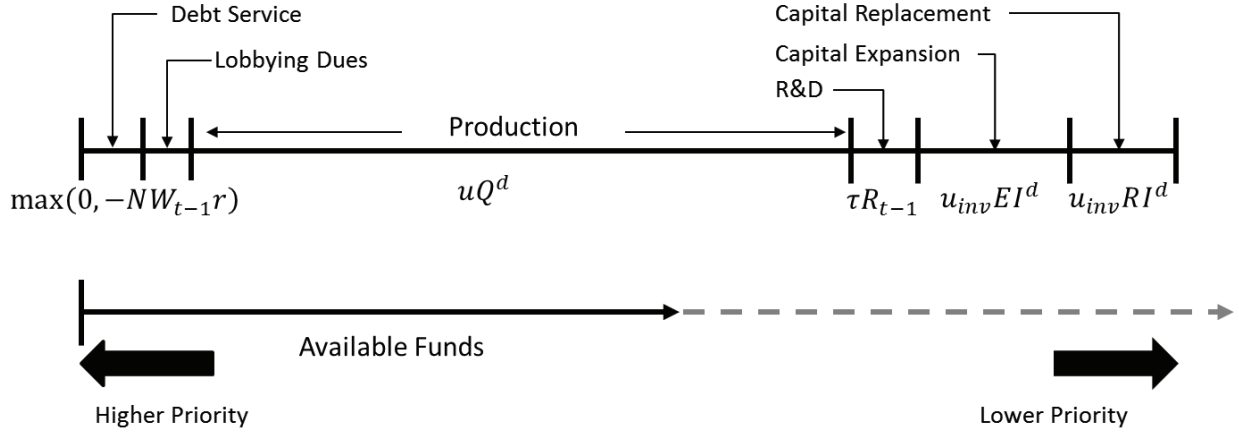 Debt Service
Capital Replacement
Lobbying Dues
Capital Expansion
R&D
Production
max(0, −NW_{t−1}r)
uQ^d
τR_{t−1}
u_{inv}EI^d
u_{inv}RI^d
Available Funds
Higher Priority
Lower Priority